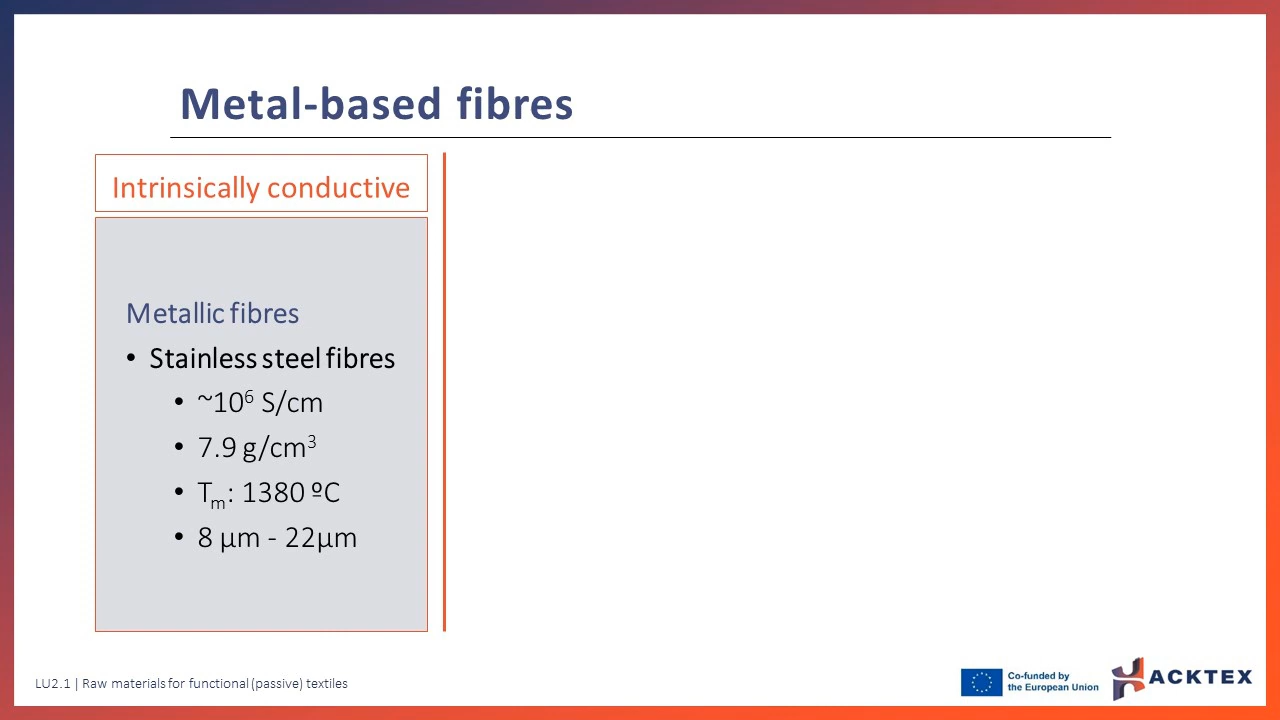 Metal-based fibres
Intrinsically conductive
Metallic fibres
• Stainless steel fibres
• ~10⁶ S/cm
• 7.9 g/cm³
• Tₘ: 1380 ºC
• 8 µm - 22µm
LU2.1 | Raw materials for functional (passive) textiles
Co-funded by
the European Union
HACKTEX